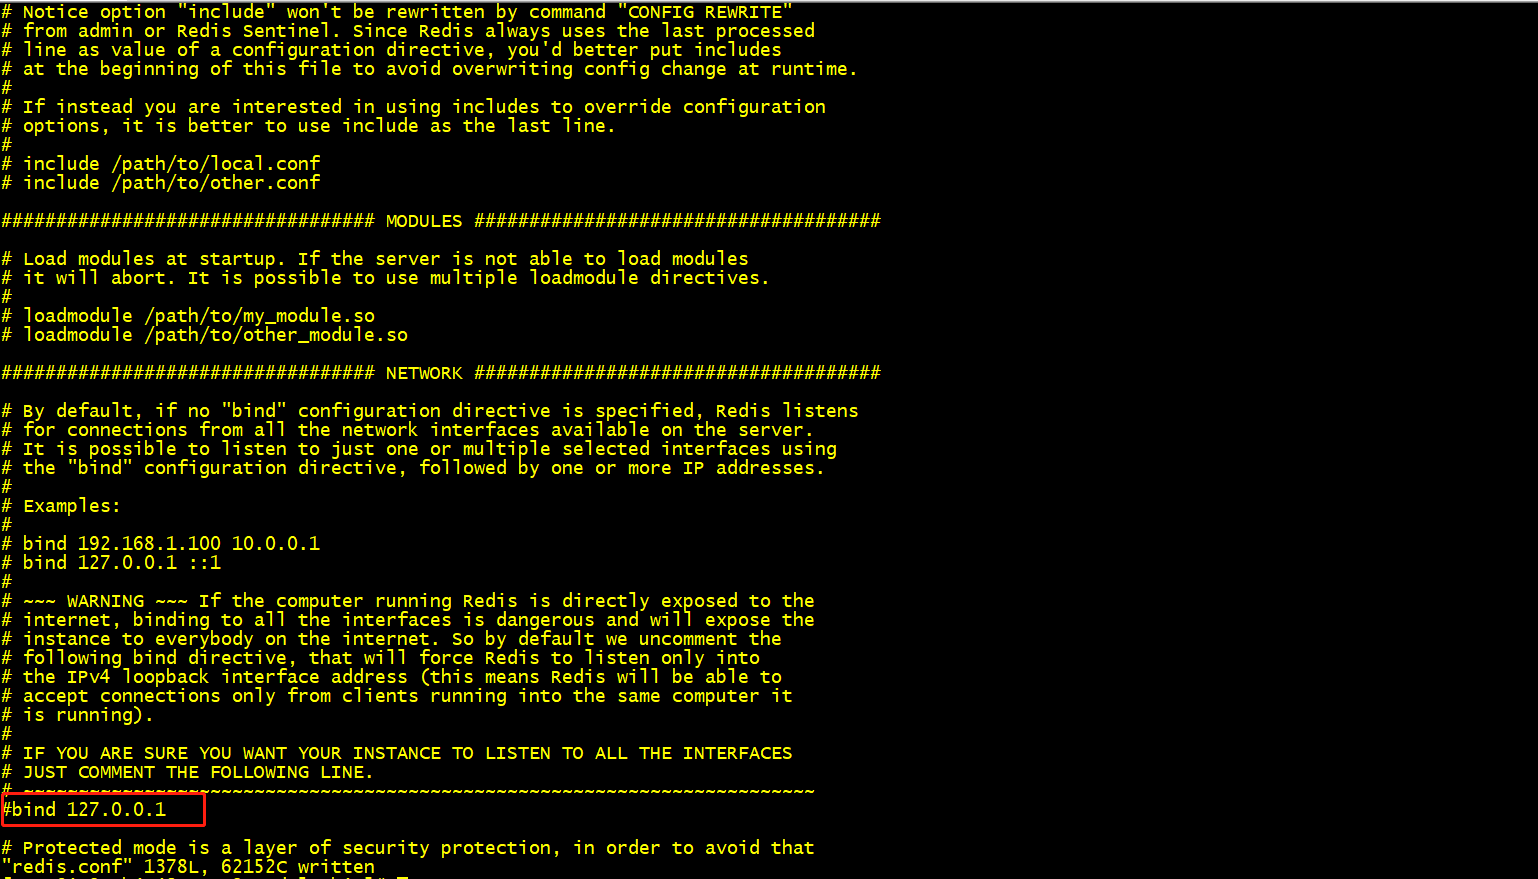 # Notice option "include" won't be rewritten by command "CONFIG REWRITE"
# from admin or Redis Sentinel. Since Redis always uses the last processed
# line as value of a configuration directive, you'd better put includes
# at the beginning of this file to avoid overwriting config change at runtime.
#
# If instead you are interested in using includes to override configuration
# options, it is better to use include as the last line.
#
# include /path/to/local.conf
# include /path/to/other.conf
################################## MODULES #####################################
# Load modules at startup. If the server is not able to load modules
# it will abort. It is possible to use multiple loadmodule directives.
#
# loadmodule /path/to/my_module.so
# loadmodule /path/to/other_module.so
################################## NETWORK #####################################
# By default, if no "bind" configuration directive is specified, Redis listens
# for connections from all the network interfaces available on the server.
# It is possible to listen to just one or multiple selected interfaces using
# the "bind" configuration directive, followed by one or more IP addresses.
#
# Examples:
#
# bind 192.168.1.100 10.0.0.1
# bind 127.0.0.1 ::1
#
# ~~~ WARNING ~~~ If the computer running Redis is directly exposed to the
# internet, binding to all the interfaces is dangerous and will expose the
# instance to everybody on the internet. So by default we uncomment the
# following bind directive, that will force Redis to listen only into
# the IPv4 loopback interface address (this means Redis will be able to
# accept connections only from clients running into the same computer it
# is running).
#
# IF YOU ARE SURE YOU WANT YOUR INSTANCE TO LISTEN TO ALL THE INTERFACES
# JUST COMMENT THE FOLLOWING LINE.
# ~~~~~~~~~~~~~~~~~~~~~~~~~~~~~~~~~~~~~~~~~~~~~~~~~~~~~~~~~~~~~~~~~~~~~~~~
#bind 127.0.0.1
# Protected mode is a layer of security protection, in order to avoid that
"redis.conf" 1378L, 62152C written